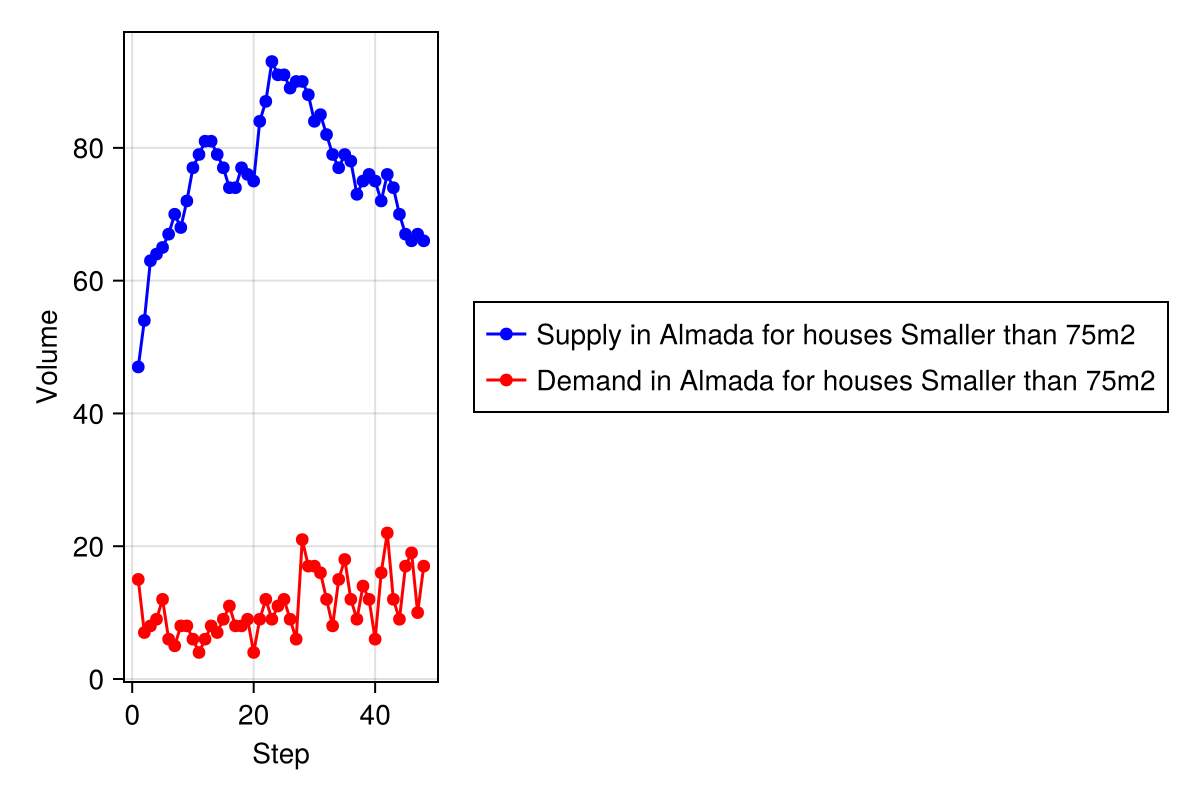 Volume
80
60
40
20
0
0 20 40
Step
Supply in Almada for houses Smaller than 75m2
Demand in Almada for houses Smaller than 75m2